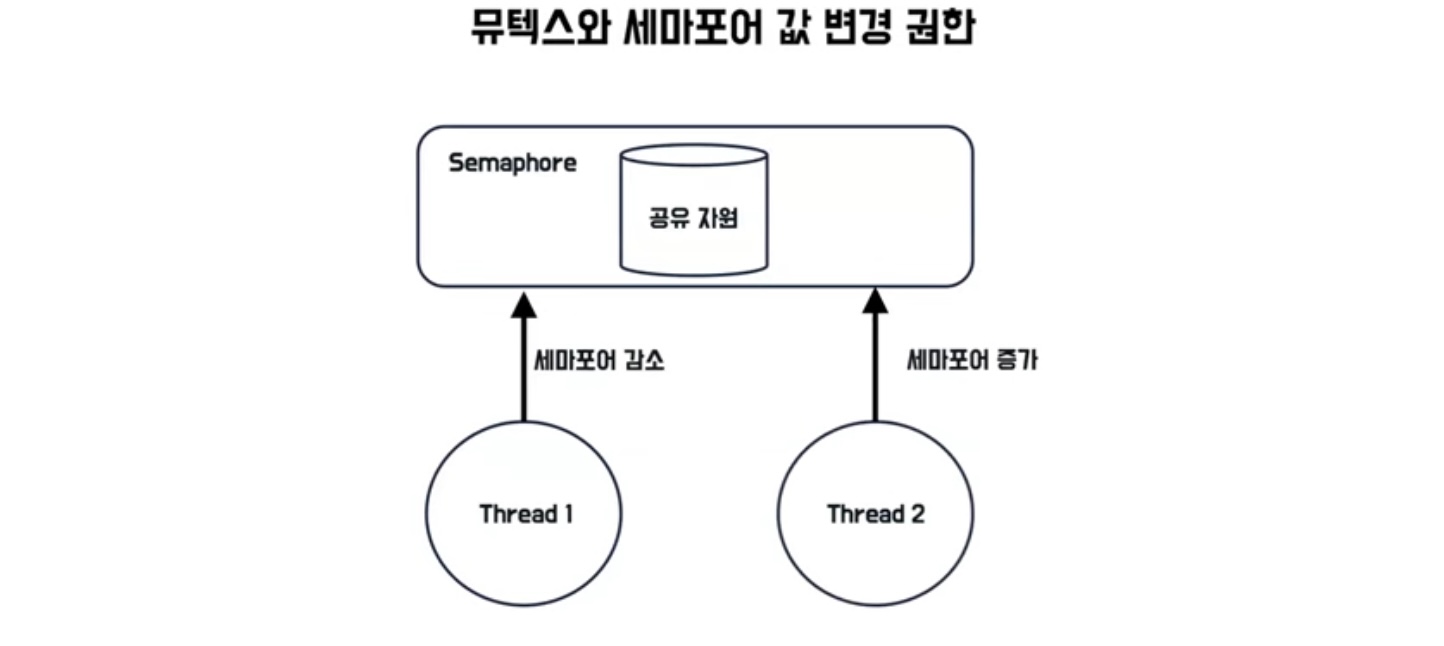 뮤텍스와 세마포어 값 변경 권한
Semaphore
공유 자원
세마포어 감소
세마포어 증가
Thread 1
Thread 2